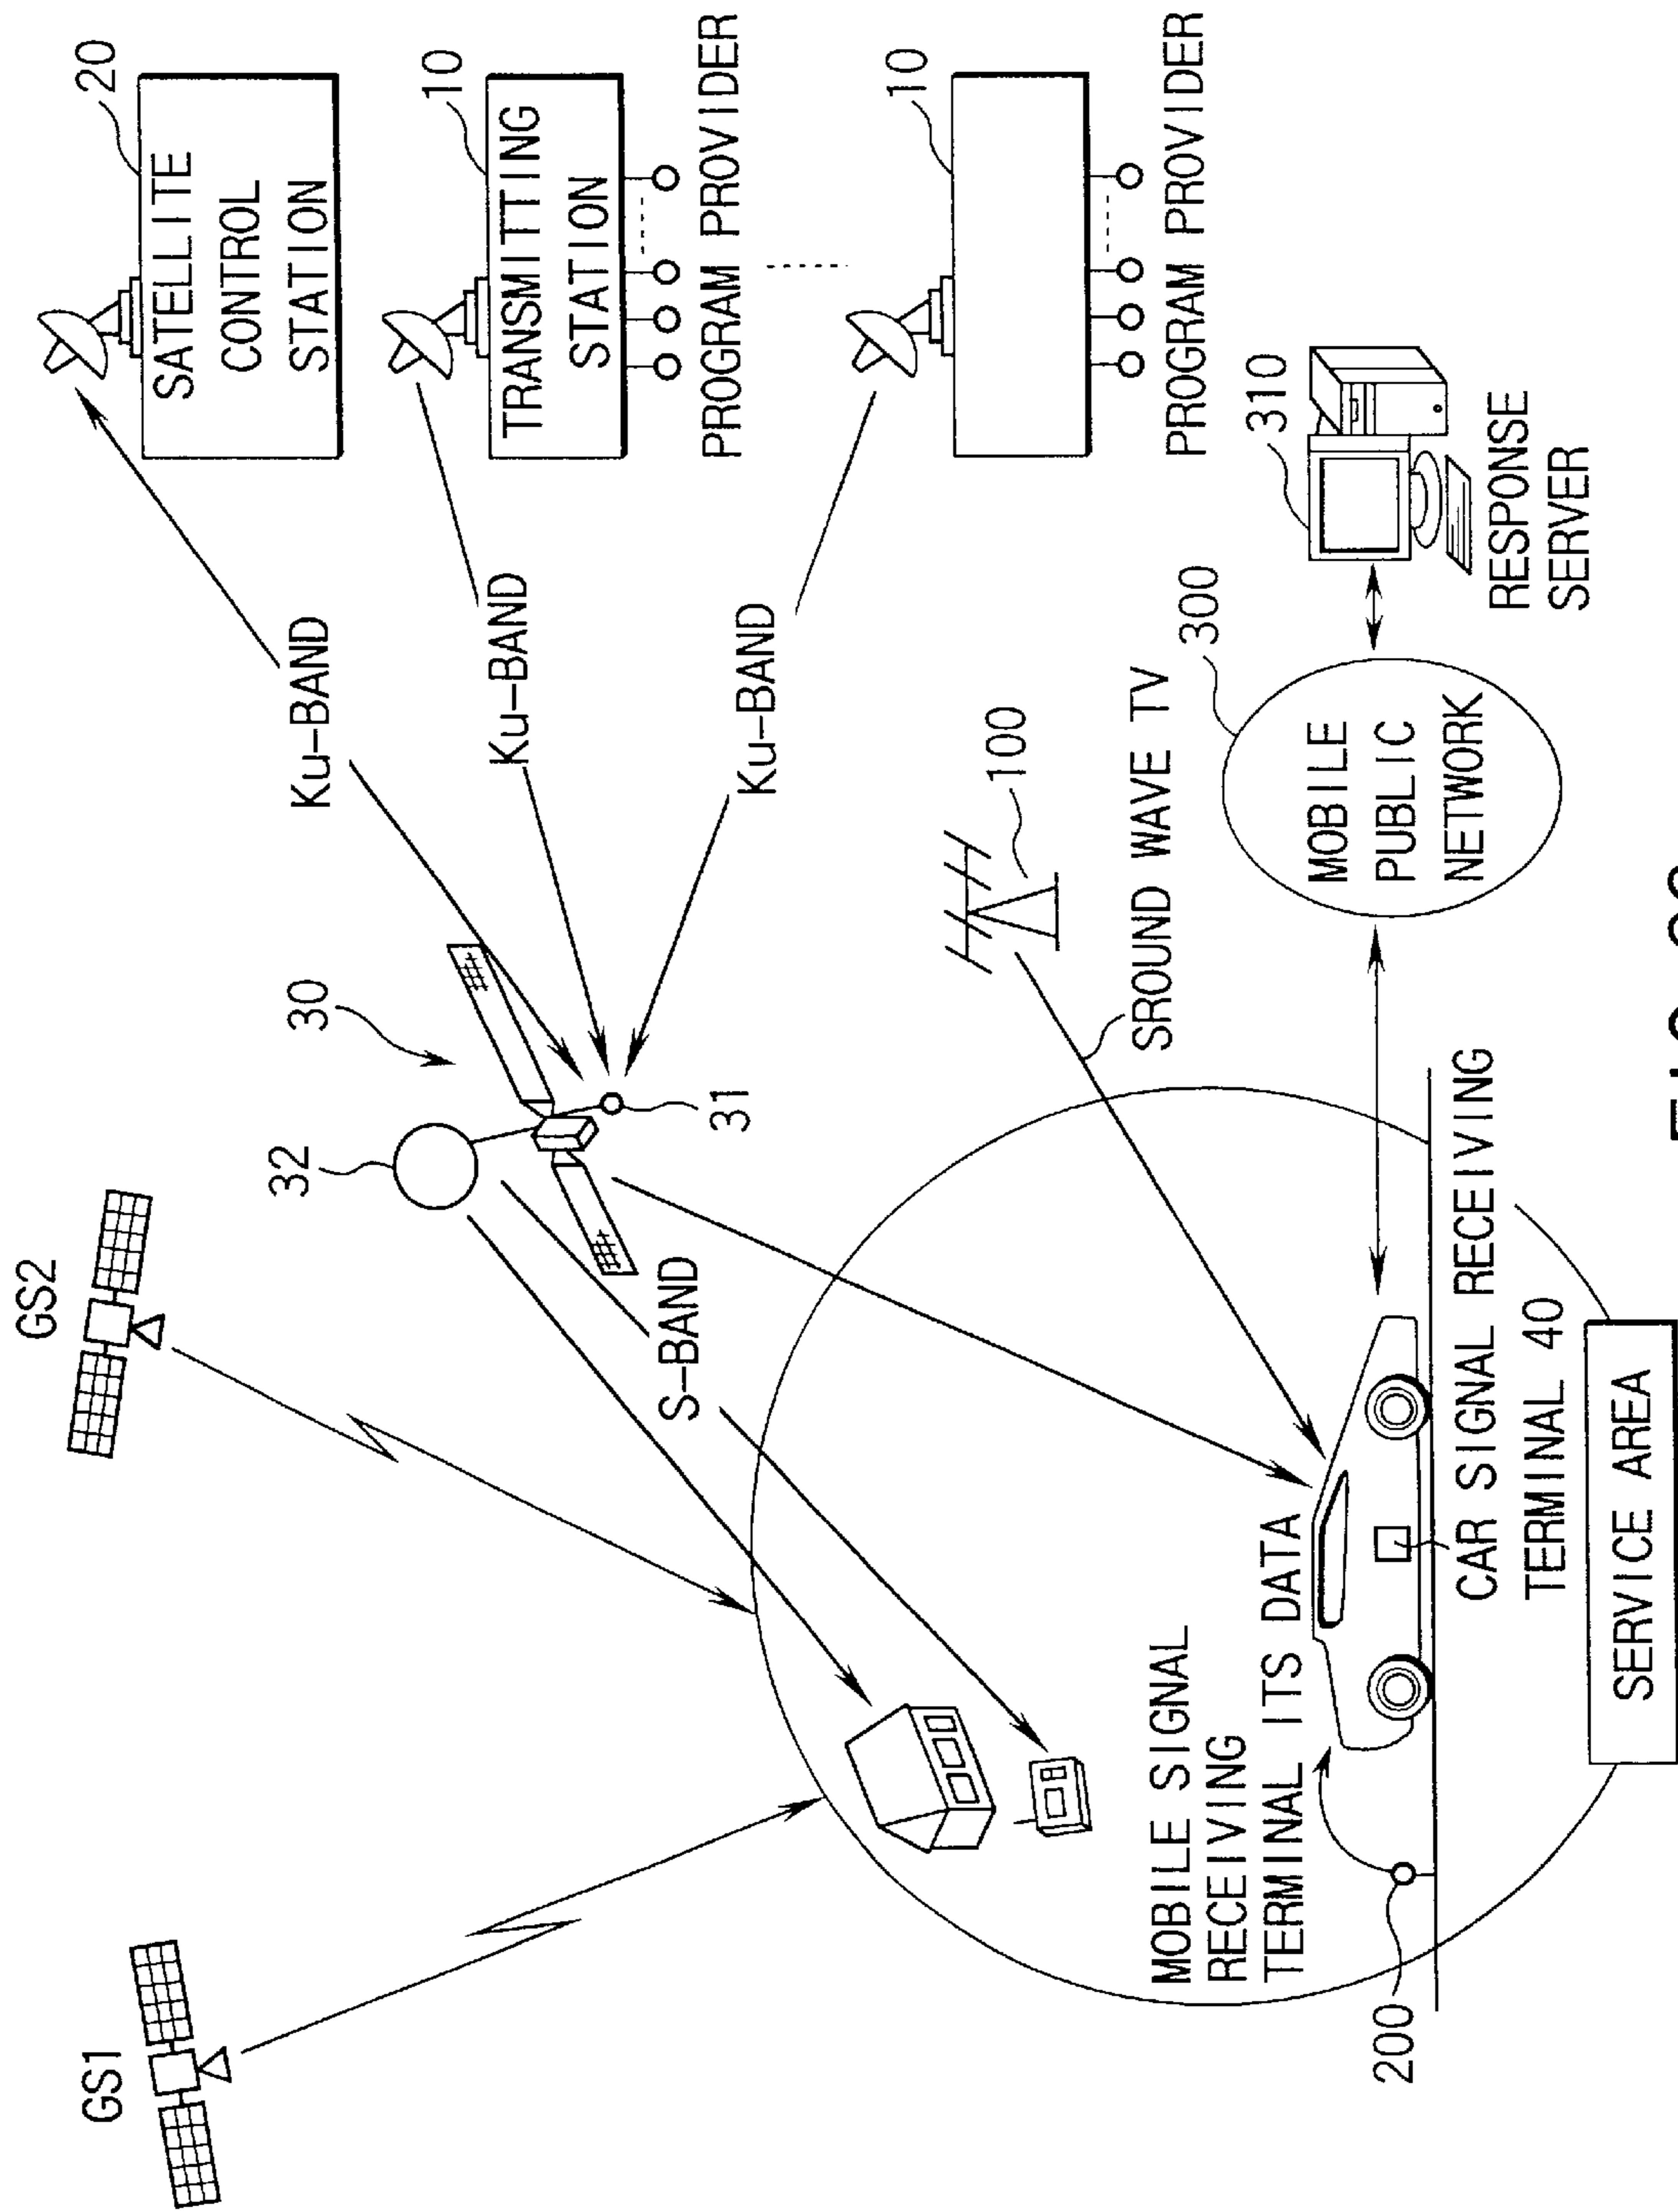 GS1
GS2
32
30
31
S-BAND
Ku-BAND
Ku-BAND
Ku-BAND
20
SATELLITE
CONTROL
STATION
10
TRANSMITTING
STATION
PROGRAM PROVIDER
10
PROGRAM PROVIDER
100
SROUND WAVE TV
300
MOBILE
PUBLIC
NETWORK
310
RESPONSE
SERVER
MOBILE SIGNAL
RECEIVING
TERMINAL ITS DATA
200
CAR SIGNAL RECEIVING
TERMINAL 40
SERVICE AREA